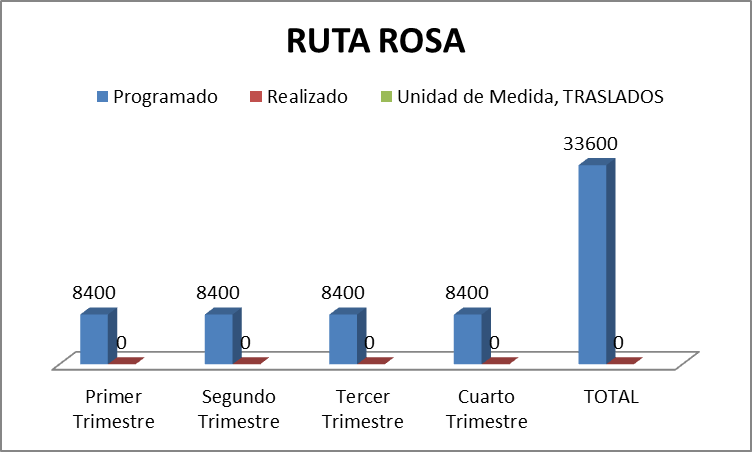 RUTA ROSA
Programado Realizado Unidad de Medida, TRASLADOS
33600
8400 8400 8400 8400
0 0 0 0 0
Primer Segundo Tercer Cuarto TOTAL
Trimestre Trimestre Trimestre Trimestre